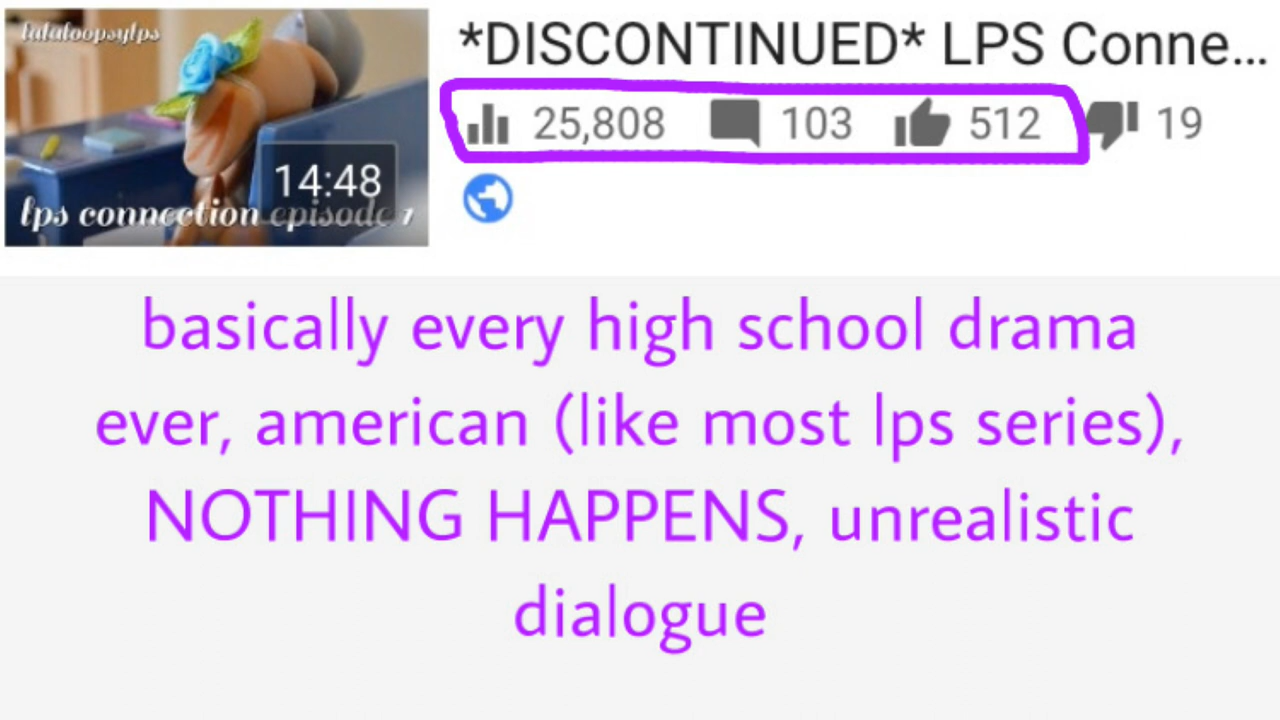 lalaloopsylps
14:48
lps connection episode 1
*DISCONTINUED* LPS Conne...
25,808 103 512 19
basically every high school drama
ever, american (like most lps series),
NOTHING HAPPENS, unrealistic
dialogue